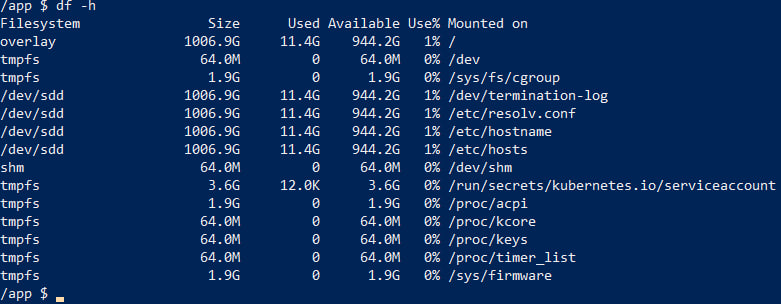 /app $ df -h
Filesystem                Size      Used Available Use% Mounted on
overlay                1006.9G     11.4G    944.2G   1% /
tmpfs                    64.0M         0     64.0M   0% /dev
tmpfs                     1.9G         0      1.9G   0% /sys/fs/cgroup
/dev/sdd               1006.9G     11.4G    944.2G   1% /dev/termination-log
/dev/sdd               1006.9G     11.4G    944.2G   1% /etc/resolv.conf
/dev/sdd               1006.9G     11.4G    944.2G   1% /etc/hostname
/dev/sdd               1006.9G     11.4G    944.2G   1% /etc/hosts
shm                      64.0M         0     64.0M   0% /dev/shm
tmpfs                     3.6G     12.0K      3.6G   0% /run/secrets/kubernetes.io/serviceaccount
tmpfs                     1.9G         0      1.9G   0% /proc/acpi
tmpfs                    64.0M         0     64.0M   0% /proc/kcore
tmpfs                    64.0M         0     64.0M   0% /proc/keys
tmpfs                    64.0M         0     64.0M   0% /proc/timer_list
tmpfs                     1.9G         0      1.9G   0% /sys/firmware
/app $